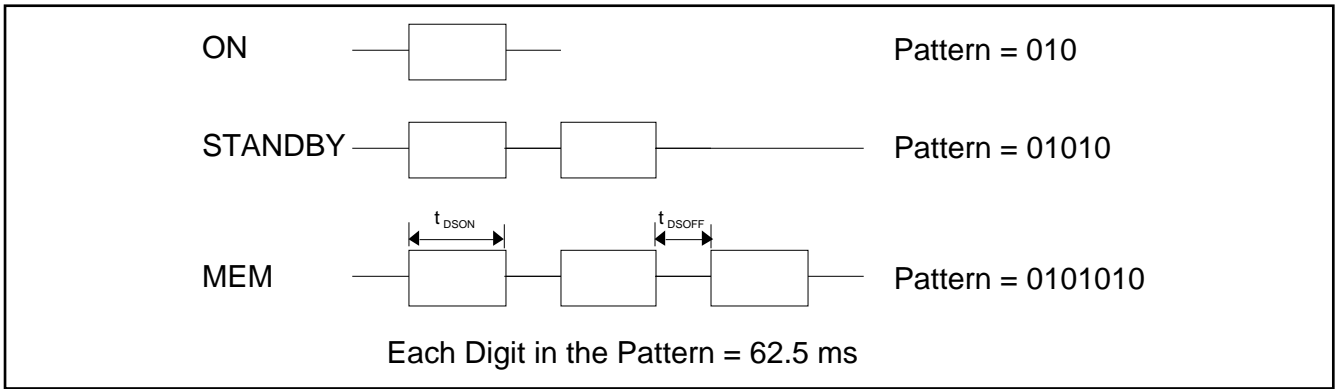 ON Pattern = 010
STANDBY Pattern = 01010
t DSON t DSOFF
MEM Pattern = 0101010
Each Digit in the Pattern = 62.5 ms